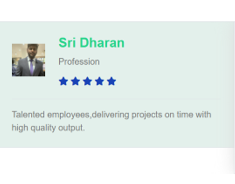 Sri Dharan
Profession
Talented employees,delivering projects on time with
high quality output.